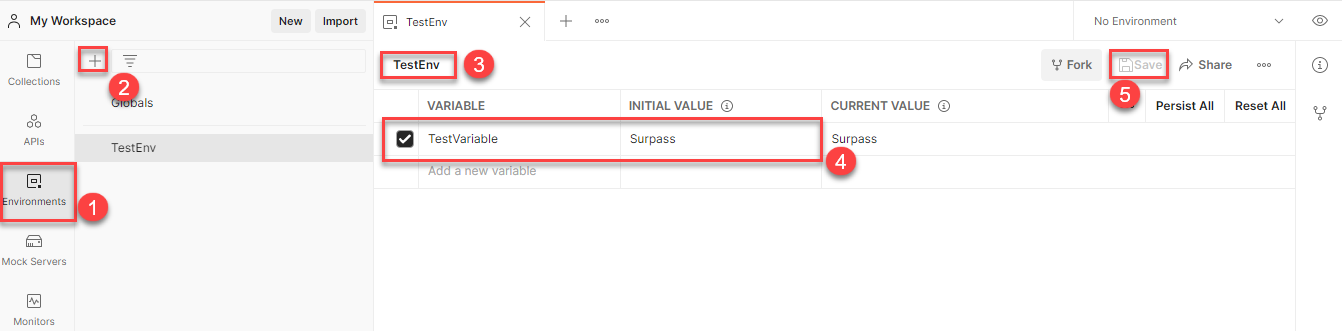 My Workspace New Import
TestEnv
No Environment
Collections
2
Globals
APIs
TestEnv
Environments
1
Mock Servers
Monitors
TestEnv 3
Fork Save Share
5
VARIABLE INITIAL VALUE CURRENT VALUE Persist All Reset All
TestVariable Surpass Surpass
4
Add a new variable